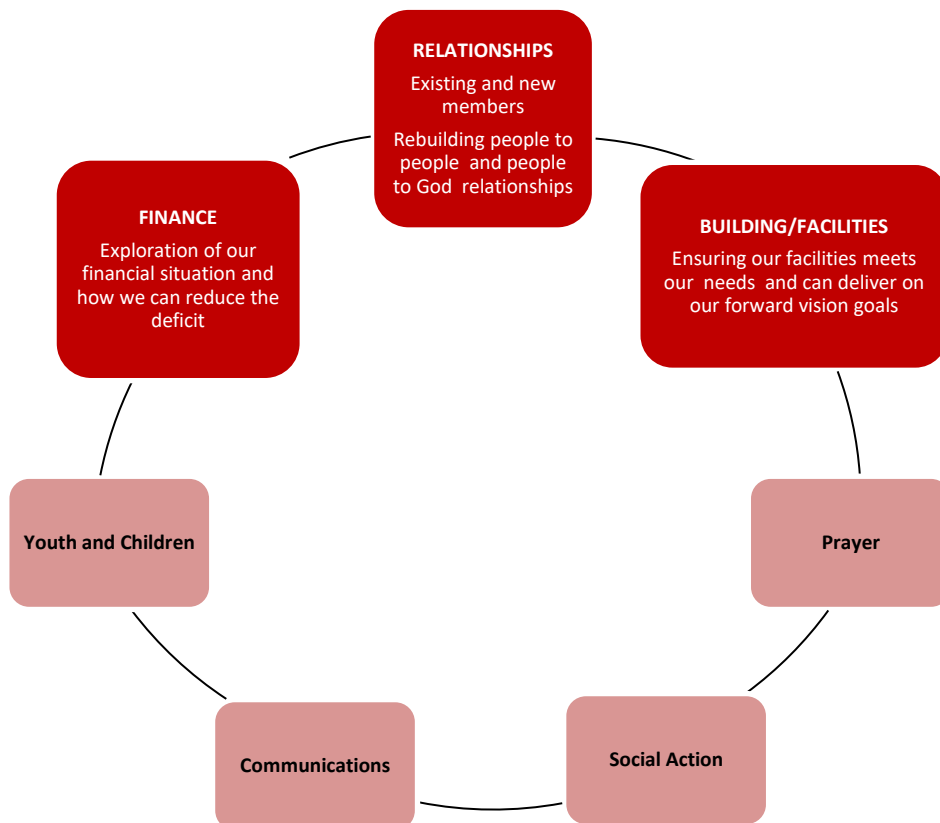 RELATIONSHIPS
Existing and new
members
Rebuilding people to
people and people
to God relationships
FINANCE
Exploration of our
financial situation and
how we can reduce the
deficit
BUILDING/FACILITIES
Ensuring our facilities meets
our needs and can deliver on
our forward vision goals
Youth and Children
Prayer
Communications
Social Action